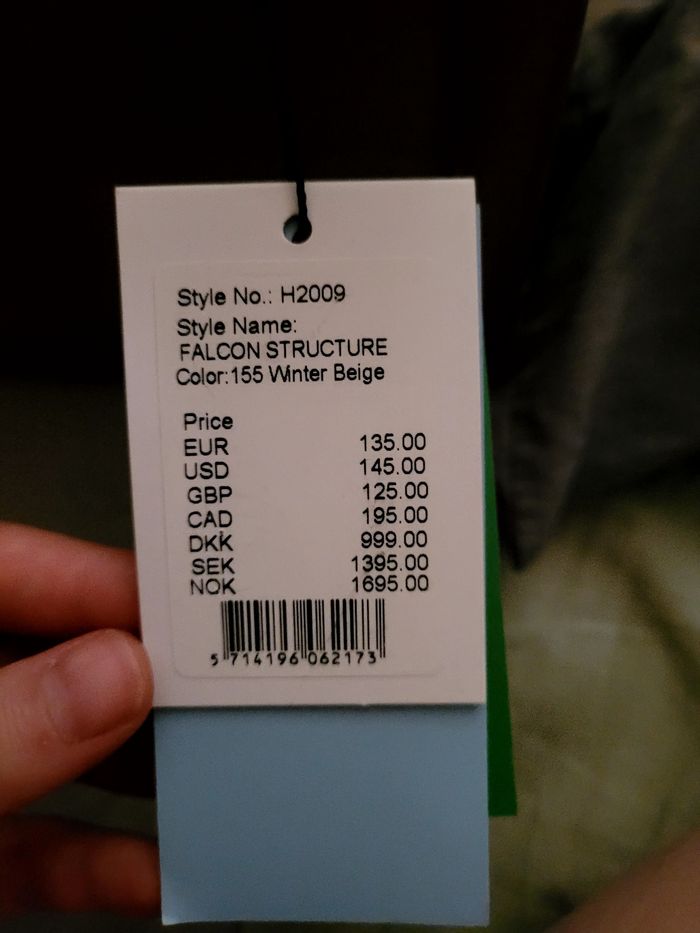 Style No.: H2009
Style Name:
FALCON STRUCTURE
Color:155 Winter Beige
Price
EUR 135.00
USD 145.00
GBP 125.00
CAD 195.00
DKK 999.00
SEK 1395.00
NOK 1695.00
5 714196 062173